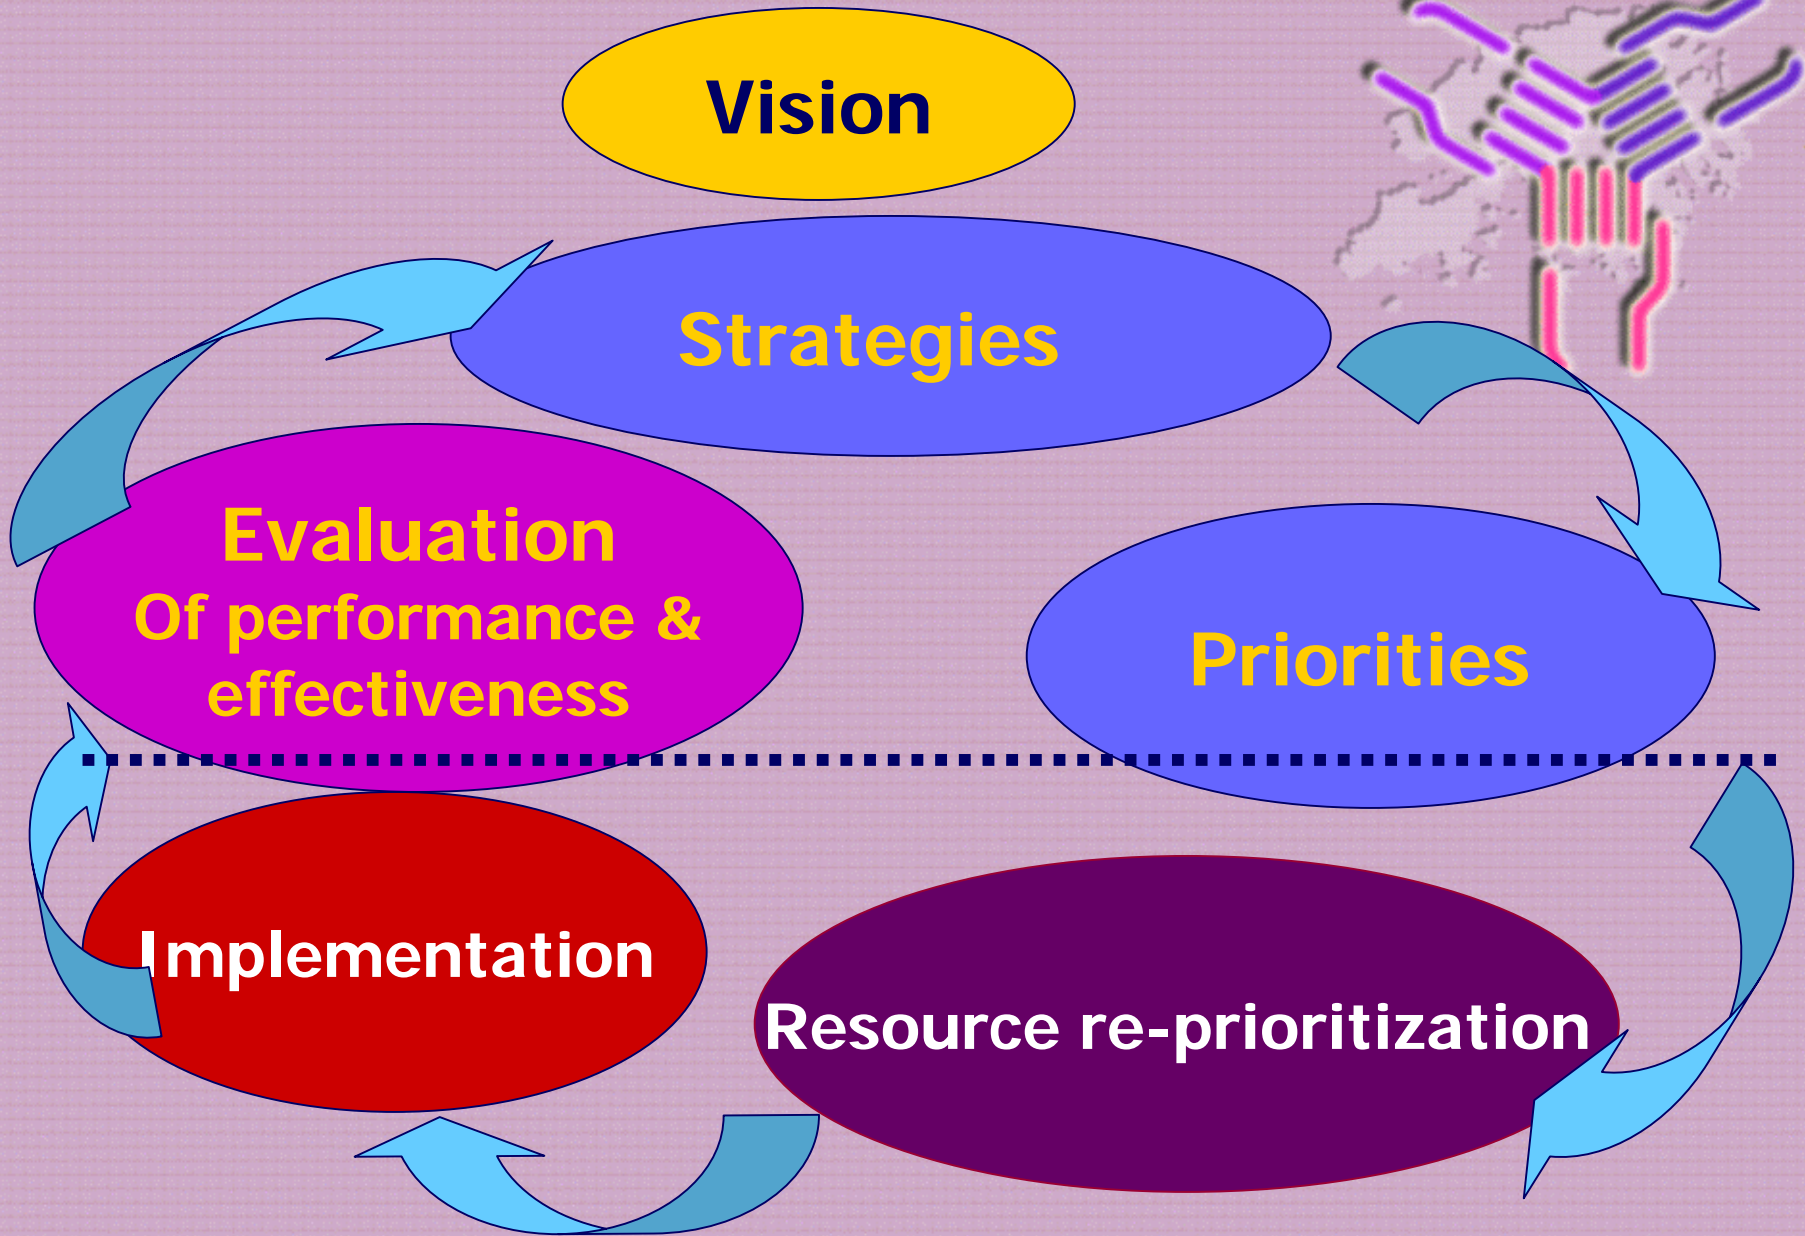 Vision
Strategies
Evaluation
Of performance &
effectiveness
Priorities
Implementation
Resource re-prioritization